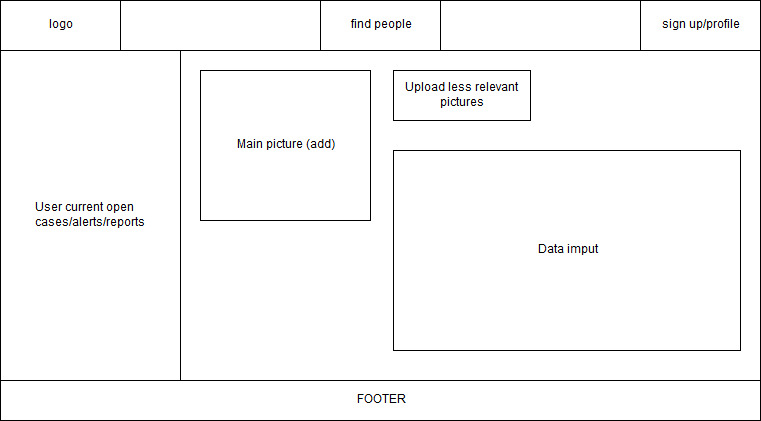 logo
find people
sign up/profile
Upload less relevant
pictures
Main picture (add)
User current open
cases/alerts/reports
Data imput
FOOTER